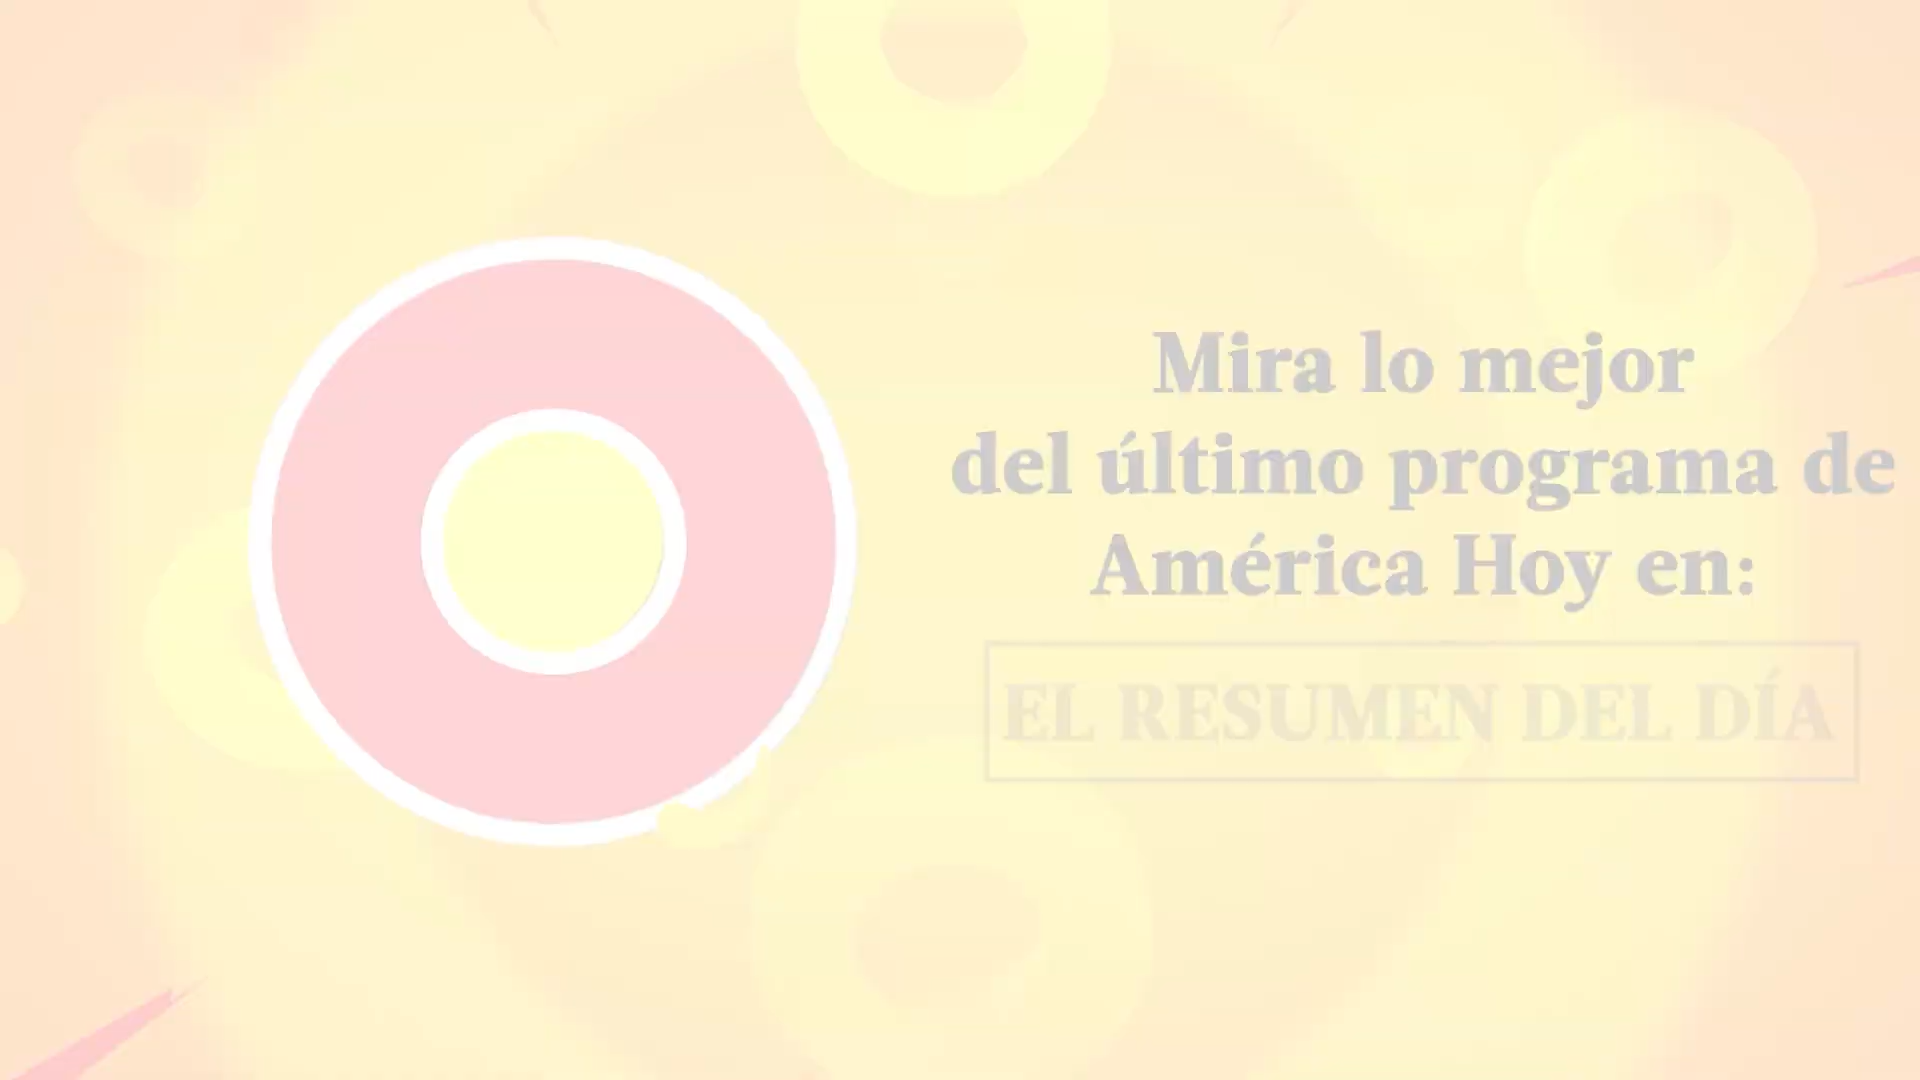 Mira lo mejor
del último programa de
América Hoy en:
EL RESUMEN DEL DÍA